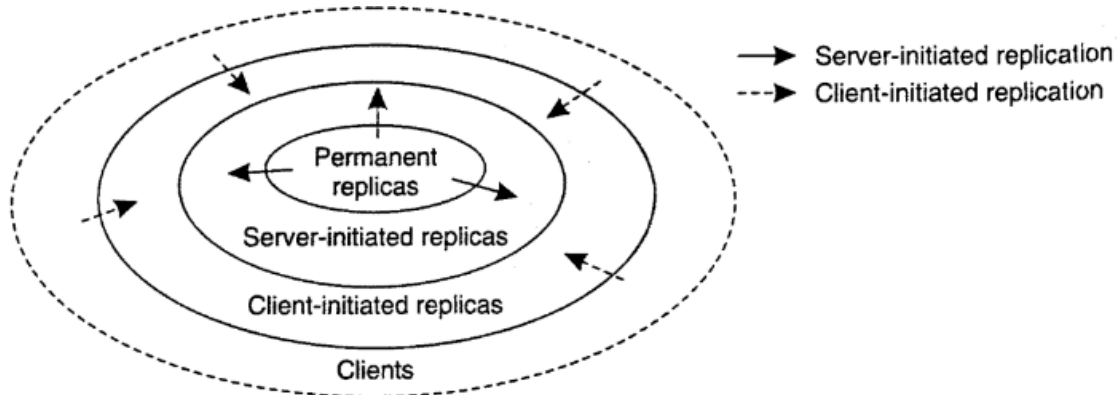 Server-initiated replication
Client-initiated replication
Permanent
replicas
Server-initiated replicas
Client-initiated replicas
Clients